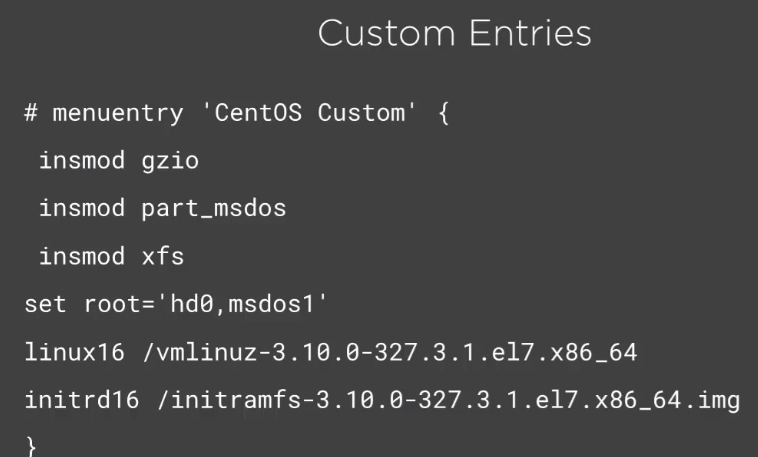 Custom Entries
# menuentry 'CentOS Custom' {
insmod gzio
insmod part_msdos
insmod xfs
set root='hd0,msdos1'
linux16 /vmlinuz-3.10.0-327.3.1.el7.x86_64
initrd16 /initramfs-3.10.0-327.3.1.el7.x86_64.img
}